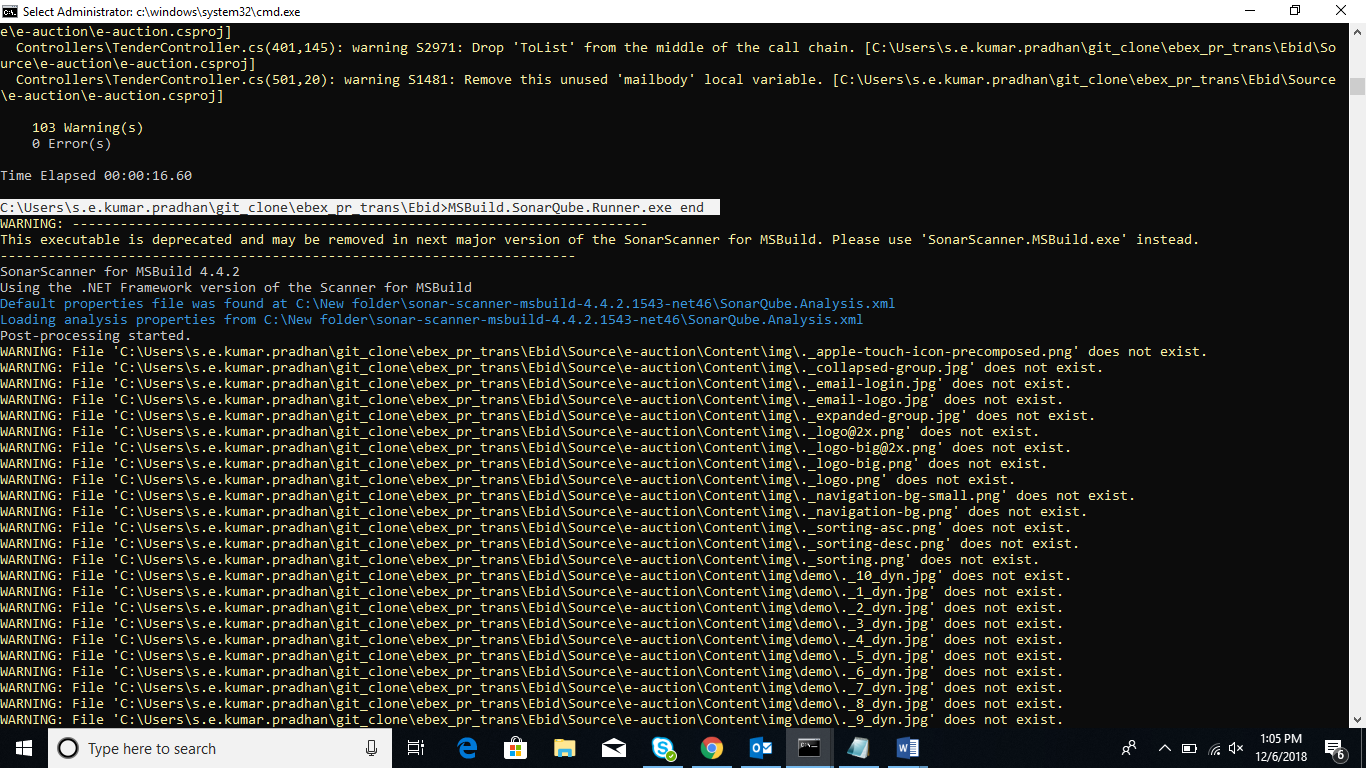 Select Administrator: c:\windows\system32\cmd.exe
e\e-auction\e-auction.csproj]
  Controllers\TenderController.cs(401,145): warning S2971: Drop 'ToList' from the middle of the call chain. [C:\Users\s.e.kumar.pradhan\git_clone\ebex_pr_trans\Ebid\So
urce\e-auction\e-auction.csproj]
  Controllers\TenderController.cs(501,20): warning S1481: Remove this unused 'mailbody' local variable. [C:\Users\s.e.kumar.pradhan\git_clone\ebex_pr_trans\Ebid\Source
\e-auction\e-auction.csproj]
    103 Warning(s)
    0 Error(s)
Time Elapsed 00:00:16.60
C:\Users\s.e.kumar.pradhan\git_clone\ebex_pr_trans\Ebid>MSBuild.SonarQube.Runner.exe end
WARNING: ------------------------------------------------------------------------
This executable is deprecated and may be removed in next major version of the SonarScanner for MSBuild. Please use 'SonarScanner.MSBuild.exe' instead.
------------------------------------------------------------------------
SonarScanner for MSBuild 4.4.2
Using the .NET Framework version of the Scanner for MSBuild
Default properties file was found at C:\New folder\sonar-scanner-msbuild-4.4.2.1543-net46\SonarQube.Analysis.xml
Loading analysis properties from C:\New folder\sonar-scanner-msbuild-4.4.2.1543-net46\SonarQube.Analysis.xml
Post-processing started.
WARNING: File 'C:\Users\s.e.kumar.pradhan\git_clone\ebex_pr_trans\Ebid\Source\e-auction\Content\img\._apple-touch-icon-precomposed.png' does not exist.
WARNING: File 'C:\Users\s.e.kumar.pradhan\git_clone\ebex_pr_trans\Ebid\Source\e-auction\Content\img\._collapsed-group.jpg' does not exist.
WARNING: File 'C:\Users\s.e.kumar.pradhan\git_clone\ebex_pr_trans\Ebid\Source\e-auction\Content\img\._email-login.jpg' does not exist.
WARNING: File 'C:\Users\s.e.kumar.pradhan\git_clone\ebex_pr_trans\Ebid\Source\e-auction\Content\img\._email-logo.jpg' does not exist.
WARNING: File 'C:\Users\s.e.kumar.pradhan\git_clone\ebex_pr_trans\Ebid\Source\e-auction\Content\img\._expanded-group.jpg' does not exist.
WARNING: File 'C:\Users\s.e.kumar.pradhan\git_clone\ebex_pr_trans\Ebid\Source\e-auction\Content\img\._logo@2x.png' does not exist.
WARNING: File 'C:\Users\s.e.kumar.pradhan\git_clone\ebex_pr_trans\Ebid\Source\e-auction\Content\img\._logo-big@2x.png' does not exist.
WARNING: File 'C:\Users\s.e.kumar.pradhan\git_clone\ebex_pr_trans\Ebid\Source\e-auction\Content\img\._logo-big.png' does not exist.
WARNING: File 'C:\Users\s.e.kumar.pradhan\git_clone\ebex_pr_trans\Ebid\Source\e-auction\Content\img\._logo.png' does not exist.
WARNING: File 'C:\Users\s.e.kumar.pradhan\git_clone\ebex_pr_trans\Ebid\Source\e-auction\Content\img\._navigation-bg-small.png' does not exist.
WARNING: File 'C:\Users\s.e.kumar.pradhan\git_clone\ebex_pr_trans\Ebid\Source\e-auction\Content\img\._navigation-bg.png' does not exist.
WARNING: File 'C:\Users\s.e.kumar.pradhan\git_clone\ebex_pr_trans\Ebid\Source\e-auction\Content\img\._sorting-asc.png' does not exist.
WARNING: File 'C:\Users\s.e.kumar.pradhan\git_clone\ebex_pr_trans\Ebid\Source\e-auction\Content\img\._sorting-desc.png' does not exist.
WARNING: File 'C:\Users\s.e.kumar.pradhan\git_clone\ebex_pr_trans\Ebid\Source\e-auction\Content\img\._sorting.png' does not exist.
WARNING: File 'C:\Users\s.e.kumar.pradhan\git_clone\ebex_pr_trans\Ebid\Source\e-auction\Content\img\demo\._10_dyn.jpg' does not exist.
WARNING: File 'C:\Users\s.e.kumar.pradhan\git_clone\ebex_pr_trans\Ebid\Source\e-auction\Content\img\demo\._1_dyn.jpg' does not exist.
WARNING: File 'C:\Users\s.e.kumar.pradhan\git_clone\ebex_pr_trans\Ebid\Source\e-auction\Content\img\demo\._2_dyn.jpg' does not exist.
WARNING: File 'C:\Users\s.e.kumar.pradhan\git_clone\ebex_pr_trans\Ebid\Source\e-auction\Content\img\demo\._3_dyn.jpg' does not exist.
WARNING: File 'C:\Users\s.e.kumar.pradhan\git_clone\ebex_pr_trans\Ebid\Source\e-auction\Content\img\demo\._4_dyn.jpg' does not exist.
WARNING: File 'C:\Users\s.e.kumar.pradhan\git_clone\ebex_pr_trans\Ebid\Source\e-auction\Content\img\demo\._5_dyn.jpg' does not exist.
WARNING: File 'C:\Users\s.e.kumar.pradhan\git_clone\ebex_pr_trans\Ebid\Source\e-auction\Content\img\demo\._6_dyn.jpg' does not exist.
WARNING: File 'C:\Users\s.e.kumar.pradhan\git_clone\ebex_pr_trans\Ebid\Source\e-auction\Content\img\demo\._7_dyn.jpg' does not exist.
WARNING: File 'C:\Users\s.e.kumar.pradhan\git_clone\ebex_pr_trans\Ebid\Source\e-auction\Content\img\demo\._8_dyn.jpg' does not exist.
WARNING: File 'C:\Users\s.e.kumar.pradhan\git_clone\ebex_pr_trans\Ebid\Source\e-auction\Content\img\demo\._9_dyn.jpg' does not exist.
Type here to search
1:05 PM
12/6/2018
6